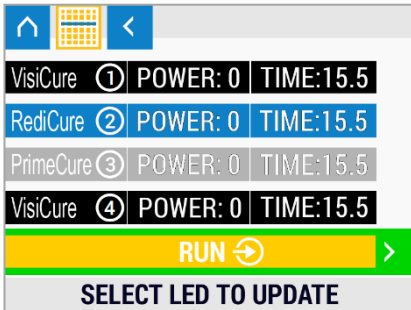 VisiCure 1 POWER: 0 TIME:15.5
RediCure 2 POWER: 0 TIME:15.5
PrimeCure 3 POWER: 0 TIME:15.5
VisiCure 4 POWER: 0 TIME:15.5
RUN
SELECT LED TO UPDATE